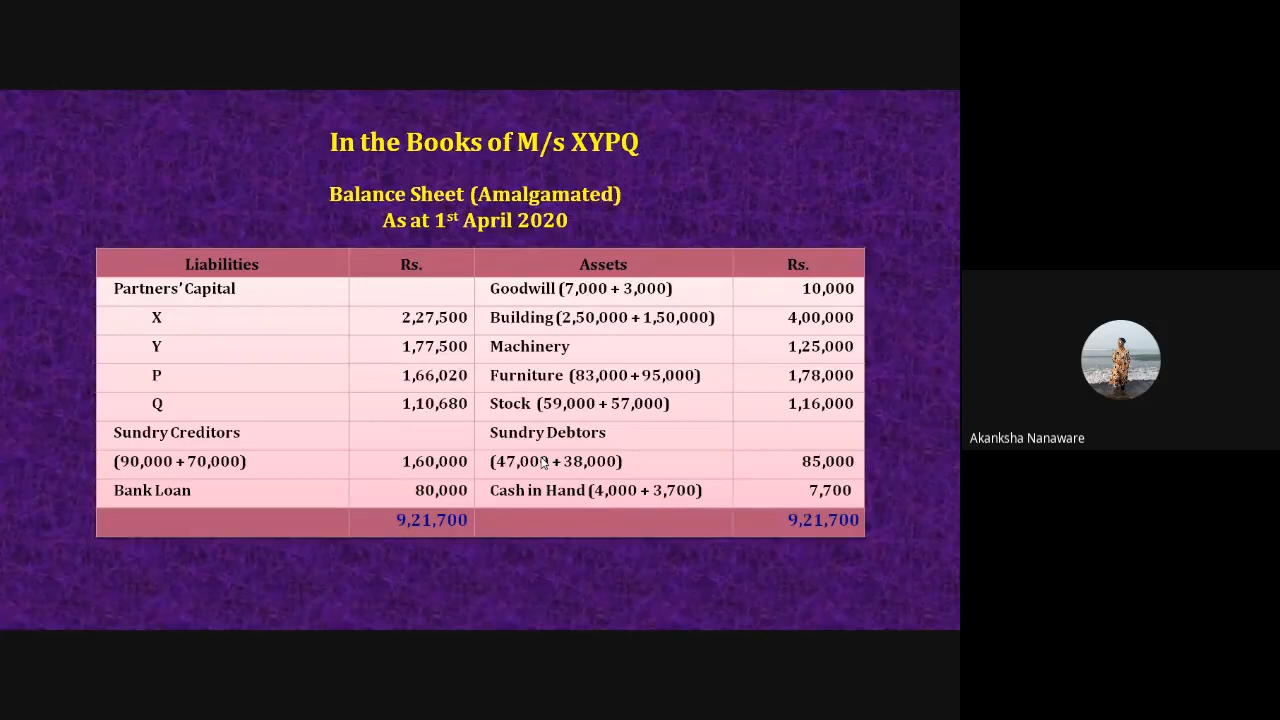 In the Books of M/s XYPQ
Balance Sheet (Amalgamated)
As at 1st April 2020
Liabilities Rs. Assets Rs.
Partners' Capital Goodwill (7,000 + 3,000) 10,000
X 2,27,500 Building (2,50,000 + 1,50,000) 4,00,000
Y 1,77,500 Machinery 1,25,000
P 1,66,020 Furniture (83,000 + 95,000) 1,78,000
Q 1,10,680 Stock (59,000 + 57,000) 1,16,000
Sundry Creditors Sundry Debtors
(90,000 + 70,000) 1,60,000 (47,000 + 38,000) 85,000
Bank Loan 80,000 Cash in Hand (4,000 + 3,700) 7,700
9,21,700 9,21,700
Akanksha Nanaware